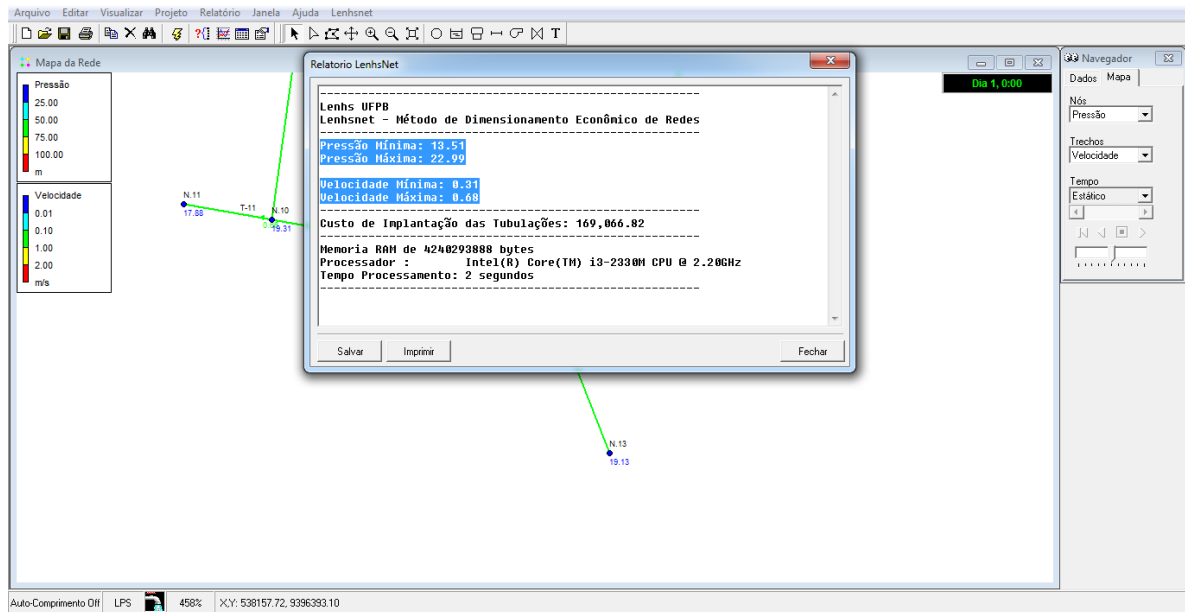 Arquivo Editar Visualizar Projeto Relatório Janela Ajuda Lenhsnet
T
Mapa da Rede
Pressão
25.00
50.00
75.00
100.00
m
Velocidade
0.01
0.10
1.00
2.00
m/s
N.11
17.88
T-11
N.10
19.31
Relatorio LenhsNet
Lenhs UFPB
Lenhsnet - Método de Dimensionamento Econômico de Redes
Pressão Mínima: 13.51
Pressão Máxima: 22.99
Velocidade Mínima: 0.31
Velocidade Máxima: 0.68
Custo de Implantação das Tubulações: 169,066.82
Memoria RAM de 4240293888 bytes
Processador : Intel(R) Core(TM) i3-2330M CPU @ 2.20GHz
Tempo Processamento: 2 segundos
Salvar Imprimir Fechar
N.13
19.13
Dia 1, 0:00
Navegador
Dados Mapa
Nós
Pressão
Trechos
Velocidade
Tempo
Estático
Auto-Comprimento Off LPS 458% X,Y: 538157.72, 9396393.10